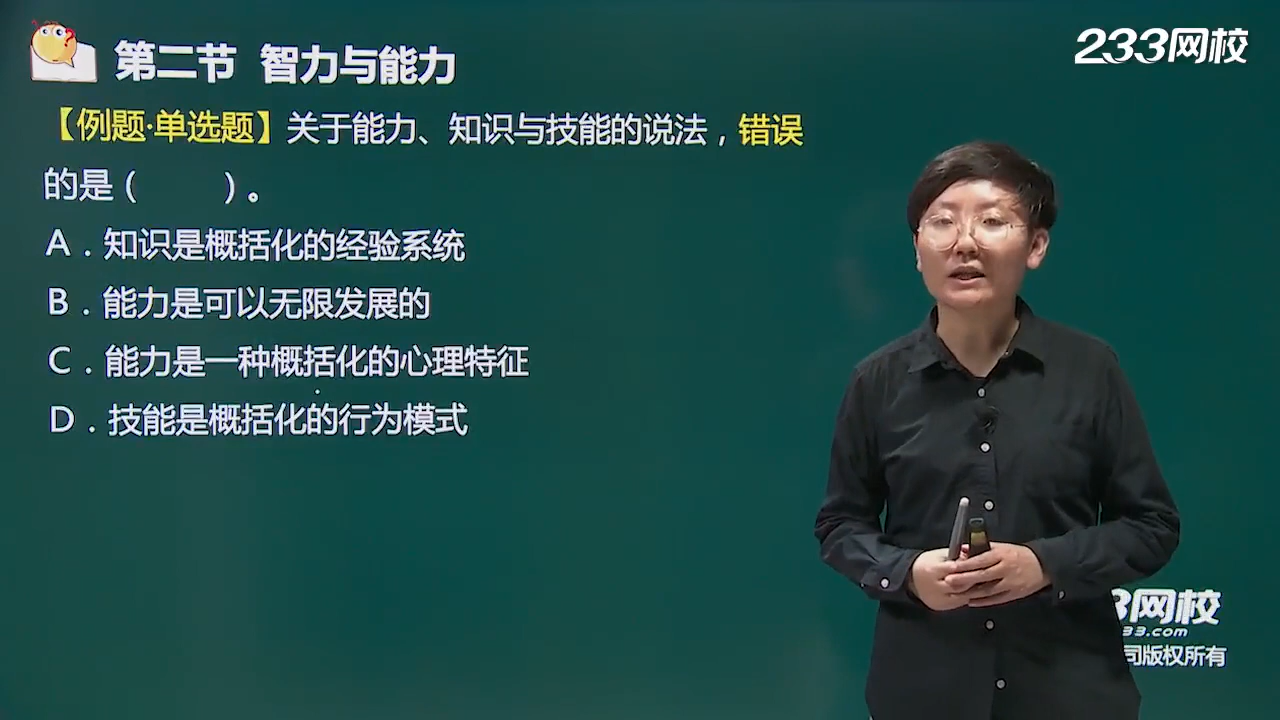 第二节 智力与能力
233网校
【例题·单选题】关于能力、知识与技能的说法，错误
的是（ ）。
A．知识是概括化的经验系统
B．能力是可以无限发展的
C．能力是一种概括化的心理特征
D．技能是概括化的行为模式
3网校
33.com
司版权所有